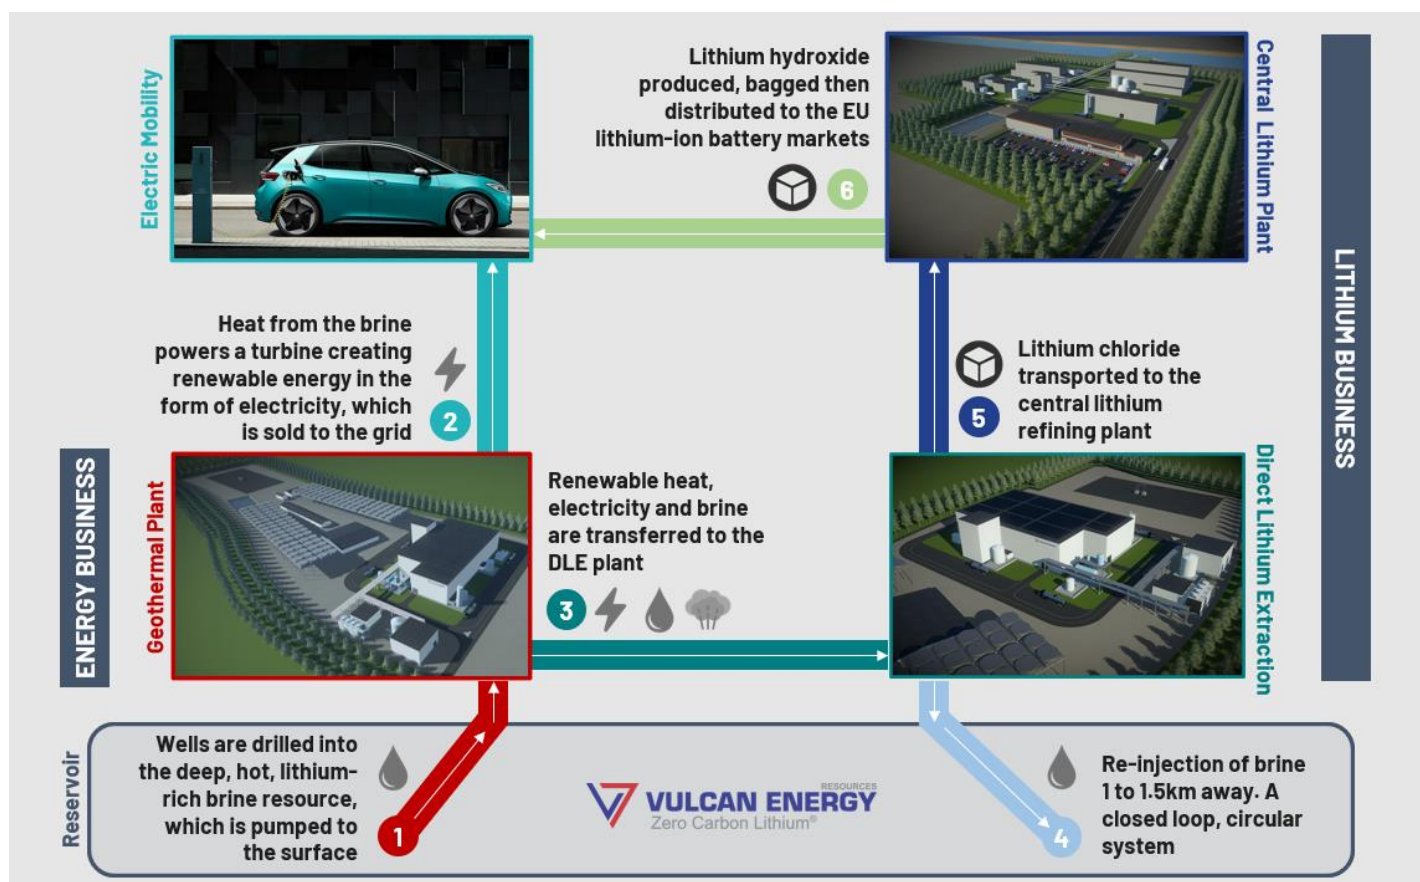 Electric Mobility
Lithium hydroxide
produced, bagged then
distributed to the EU
lithium-ion battery markets
6
Central Lithium Plant
LITHIUM BUSINESS
Heat from the brine
powers a turbine creating
renewable energy in the
form of electricity, which
is sold to the grid
2
Lithium chloride
transported to the
central lithium
refining plant
5
ENERGY BUSINESS
Geothermal Plant
Renewable heat,
electricity and brine
are transferred to the
DLE plant
3
Direct Lithium Extraction
Reservoir
Wells are drilled into
the deep, hot, lithium-
rich brine resource,
which is pumped to
the surface
1
RESOURCES
VULCAN ENERGY
Zero Carbon Lithium®
4
Re-injection of brine
1 to 1.5km away. A
closed loop, circular
system